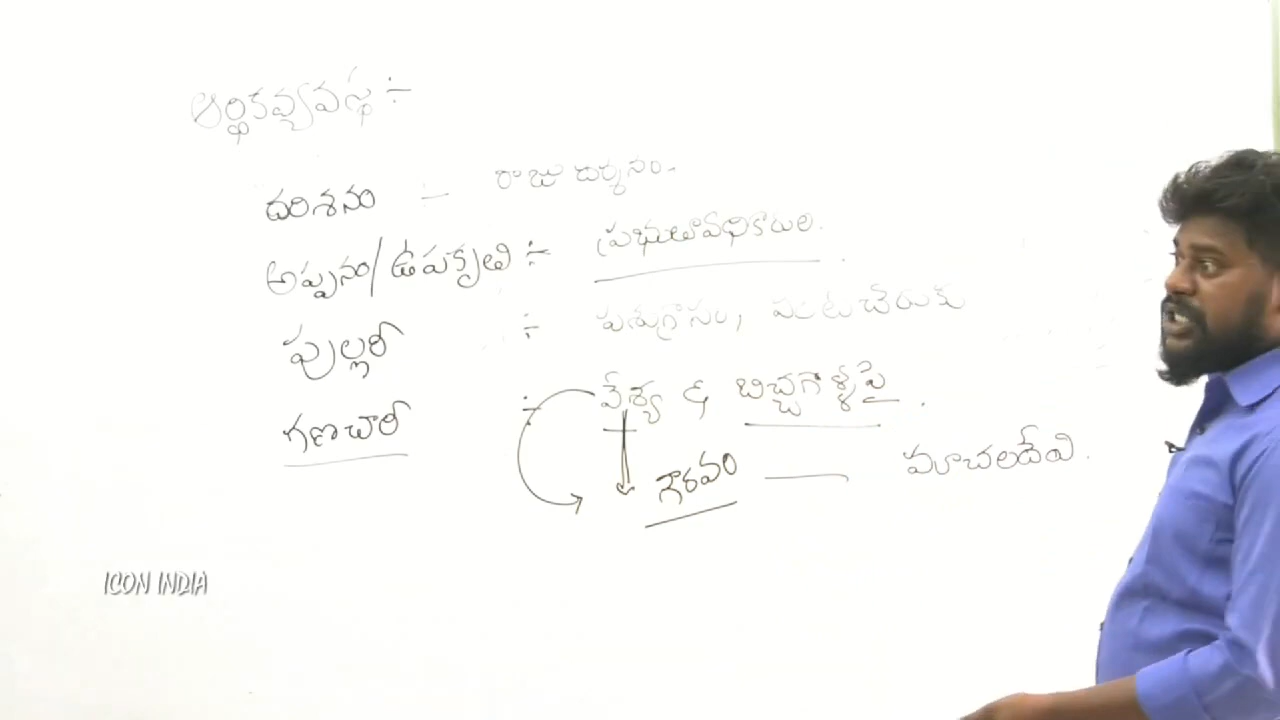 ఆర్థికవ్యవస్థ ÷
దరిశనం – రాజు దర్శనం.
అప్పనం/ఉపకృతి ÷ ప్రభుత్వాధికారుల.
పుల్లరి ÷ పశుగ్రాసం, పంటచేయుకు
గణచారి ÷ వేశ్య & బిచ్చగాళ్ళపై.
గౌరవం — మాచలదేవి.
ICON INDIA